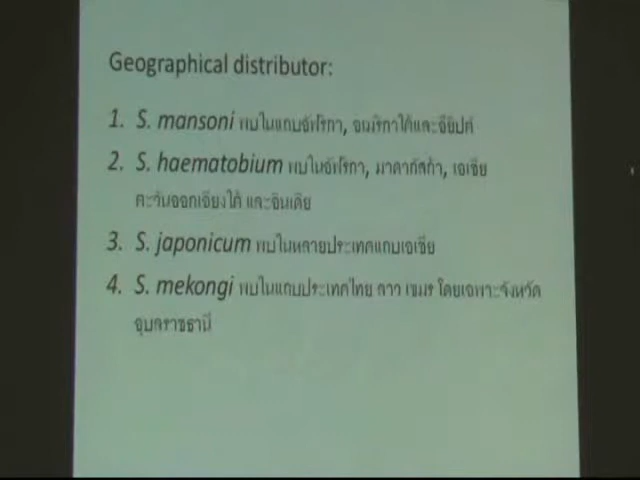 Geographical distributor:
1. S. mansoni พบในแถบอัฟริกา, อเมริกาใต้และอียิปต์
2. S. haematobium พบในอัฟริกา, มาดากัสก้า, เอเซีย
ตะวันออกเฉียงใต้ และอินเดีย
3. S. japonicum พบในหลายประเทศแถบเอเซีย
4. S. mekongi พบในแถบประเทศไทย ลาว เขมร โดยเฉพาะจังหวัด
อุบลราชธานี